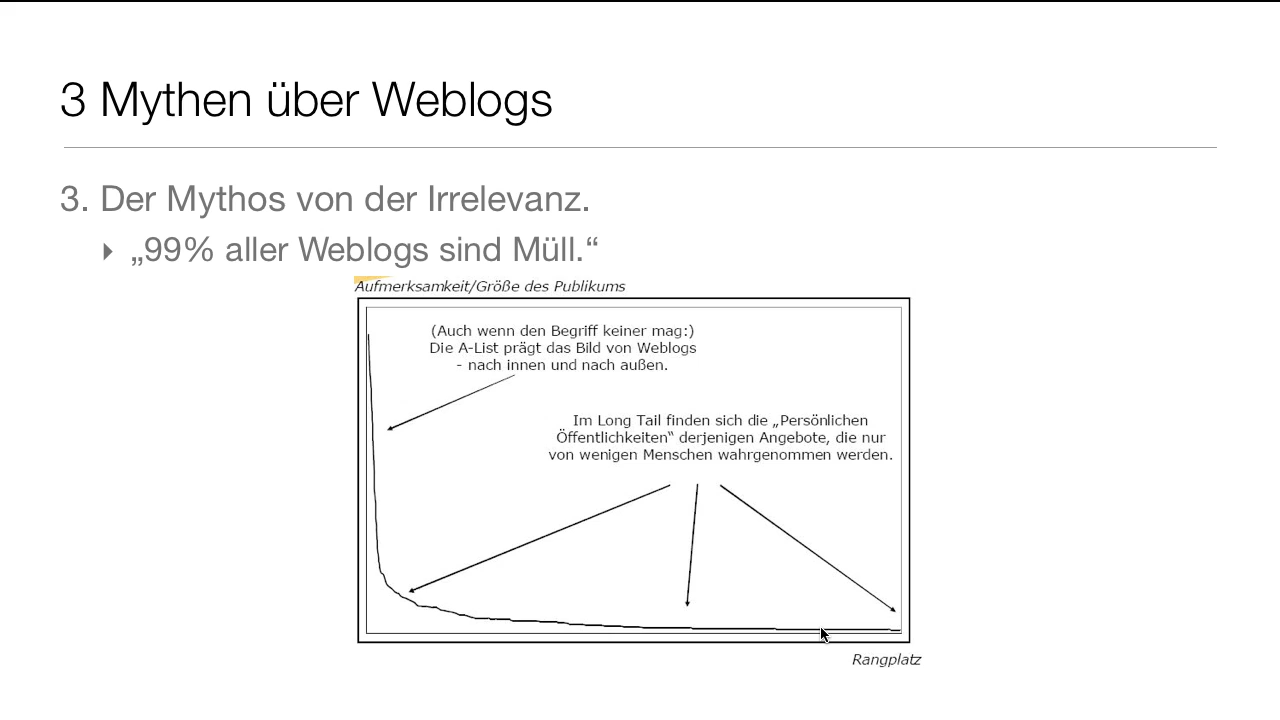 3 Mythen über Weblogs
3. Der Mythos von der Irrelevanz.
„99% aller Weblogs sind Müll.“
Aufmerksamkeit/Größe des Publikums
(Auch wenn den Begriff keiner mag:)
Die A-List prägt das Bild von Weblogs
- nach innen und nach außen.
Im Long Tail finden sich die „Persönlichen
Öffentlichkeiten“ derjenigen Angebote, die nur
von wenigen Menschen wahrgenommen werden.
Rangplatz